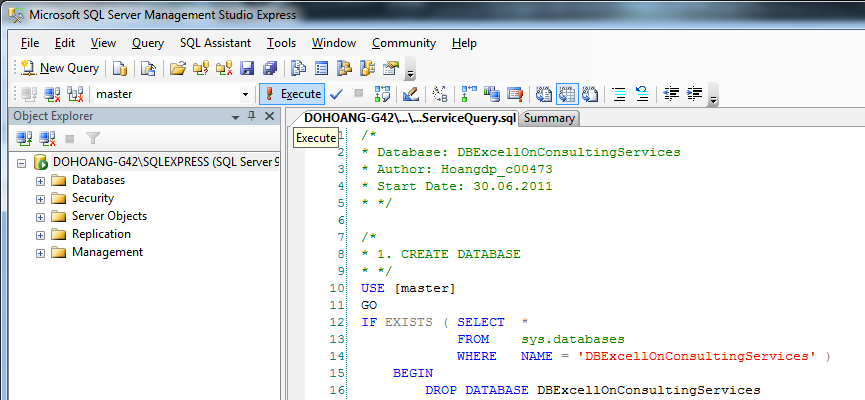 Microsoft SQL Server Management Studio Express
File Edit View Query SQL Assistant Tools Window Community Help
New Query
master Execute
Object Explorer
DOHOANG-G42\...\...ServiceQuery.sql Summary
Execute
DOHOANG-G42\SQLEXPRESS (SQL Server 9
Databases
Security
Server Objects
Replication
Management
1 /*
2 * Database: DBExcellOnConsultingServices
3 * Author: Hoangdp_c00473
4 * Start Date: 30.06.2011
5 * */
6
7 /*
8 * 1. CREATE DATABASE
9 * */
10 USE [master]
11 GO
12 IF EXISTS ( SELECT *
13 FROM sys.databases
14 WHERE NAME = 'DBExcellOnConsultingServices' )
15 BEGIN
16 DROP DATABASE DBExcellOnConsultingServices